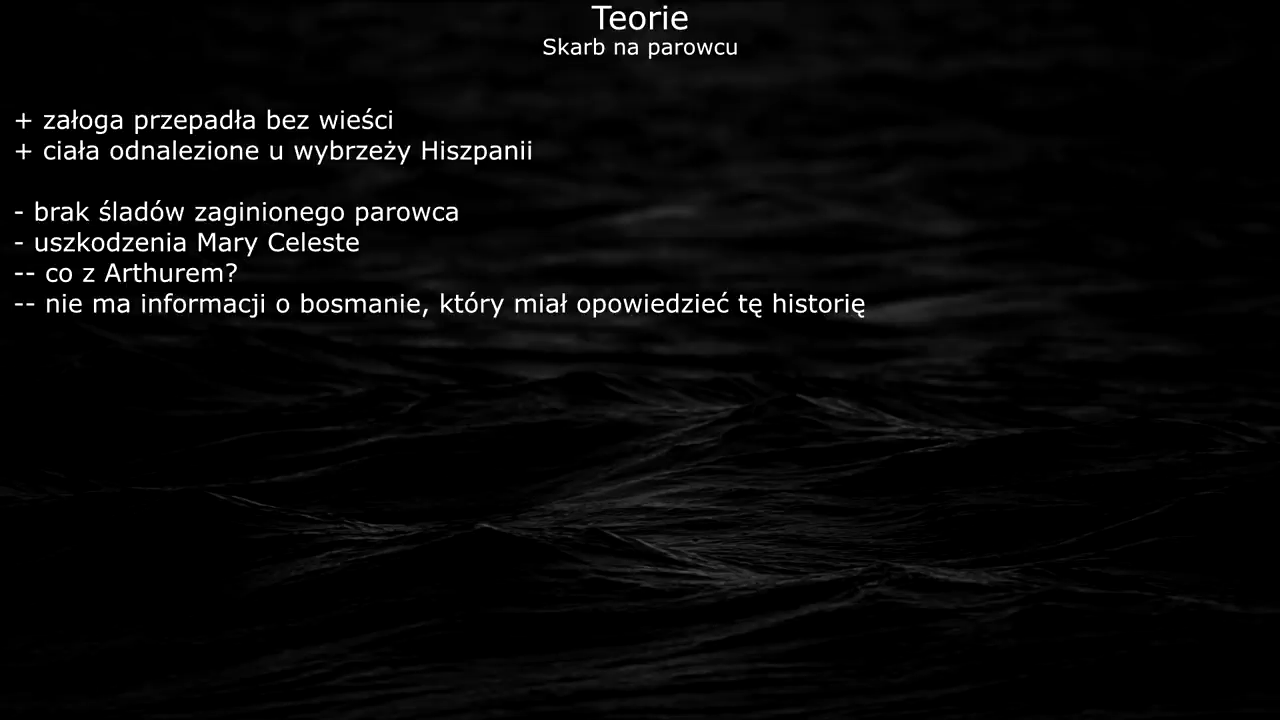 Teorie
Skarb na parowcu
+ załoga przepadła bez wieści
+ ciała odnalezione u wybrzeży Hiszpanii
- brak śladów zaginionego parowca
- uszkodzenia Mary Celeste
-- co z Arthurem?
-- nie ma informacji o bosmanie, który miał opowiedzieć tę historię